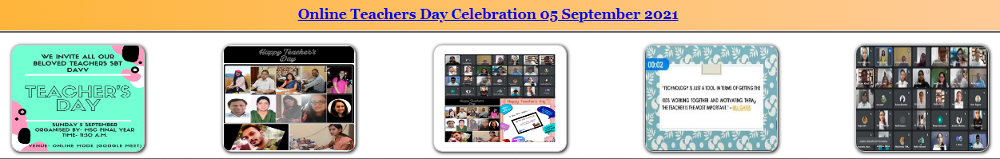 Online Teachers Day Celebration 05 September 2021
WE INVITE ALL OUR
BELOVED TEACHERS SBT
DAVV
TEACHER'S
DAY
SUNDAY 5 SEPTEMBER
ORGANISED BY- MSC FINAL YEAR
TIME- 11:30 A.M.
VENUE- ONLINE MODE (GOOGLE MEET)
Happy Teacher's
Day
Happy Teacher's day
00:02
"TECHNOLOGY IS JUST A TOOL. IN TERMS OF GETTING THE
KIDS WORKING TOGETHER AND MOTIVATING THEM,
THE TEACHER IS THE MOST IMPORTANT." - BILL GATES